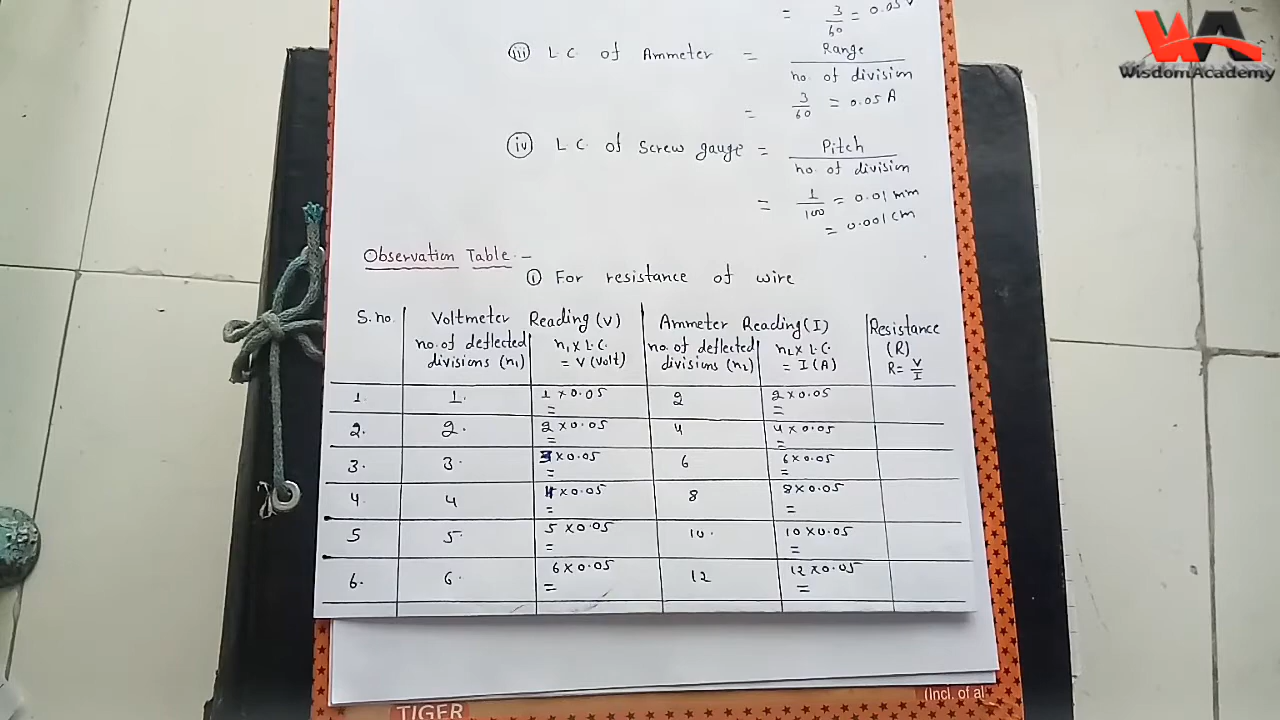 = 3/60 = 0.05 V
WA
WisdomAcademy
(iii) L.C. of Ammeter = Range / no. of division
= 3/60 = 0.05 A
(iv) L.C. of Screw gauge = Pitch / no. of division
= 1/100 = 0.01 mm
= 0.001 cm
Observation Table :-
(i) For resistance of wire
S.no. | Voltmeter Reading (V) | Ammeter Reading (I) | Resistance (R) R = V/I
no. of deflected divisions (n1) | n1 x L.C. = V (Volt) | no. of deflected divisions (n2) | n2 x L.C. = I (A)
1. | 1. | 1 x 0.05 = | 2 | 2 x 0.05 =
2. | 2. | 2 x 0.05 = | 4 | 4 x 0.05 =
3. | 3. | 3 x 0.05 = | 6 | 6 x 0.05 =
4. | 4 | 4 x 0.05 = | 8 | 8 x 0.05 =
5 | 5. | 5 x 0.05 = | 10. | 10 x 0.05 =
6. | 6. | 6 x 0.05 = | 12 | 12 x 0.05 =
(Incl. of al
TIGER